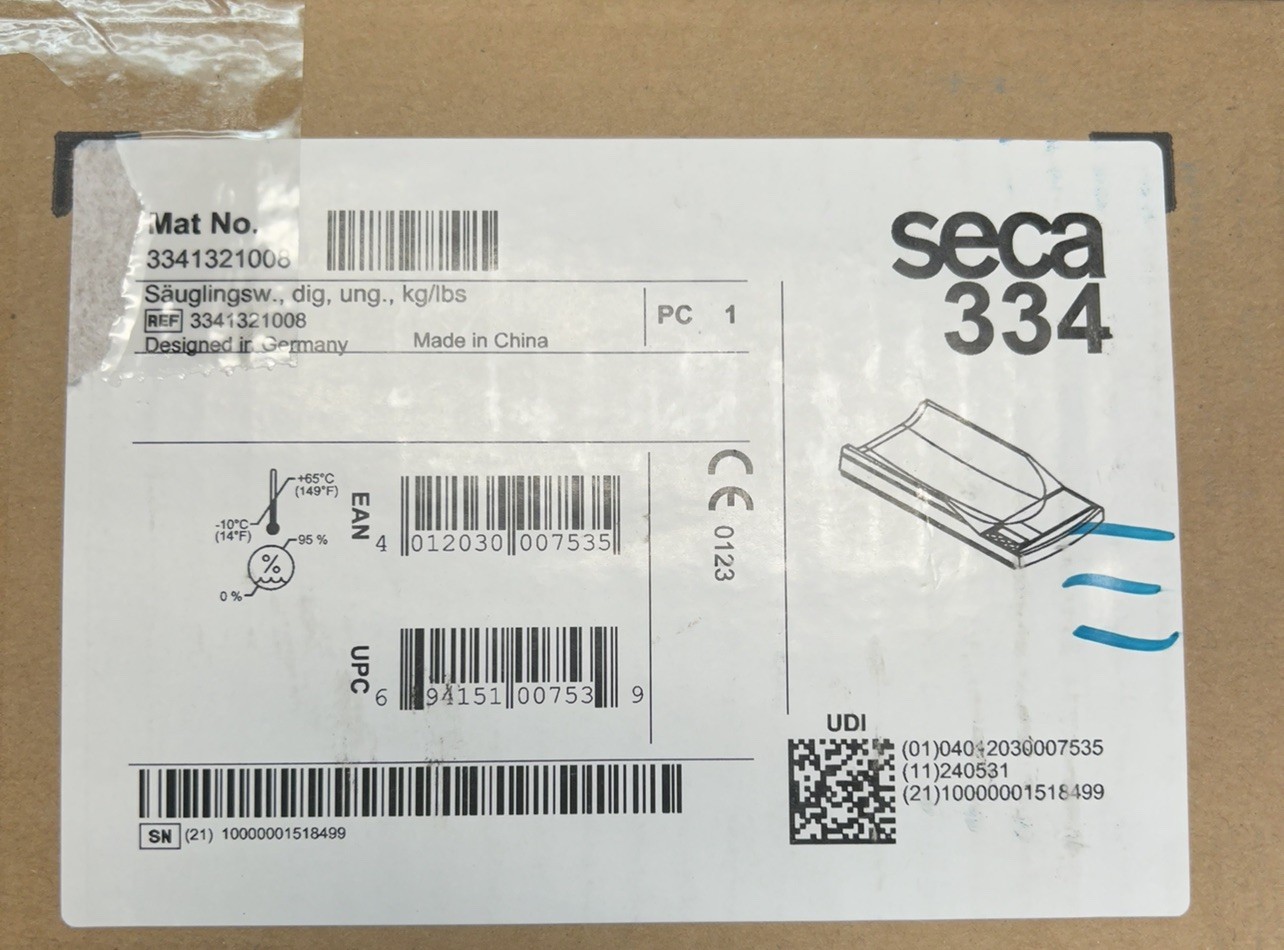 Mat No.
3341321008
Säuglingsw., dig, ung., kg/lbs
REF 3341321008
Designed in Germany Made in China
PC 1
seca
334
+65°C
(149°F)
-10°C
(14°F)
95 %
%
0 %
EAN
4 012030 007535
UPC
6 94151 00753 9
CE 0123
UDI
(01)04012030007535
(11)240531
(21)10000001518499
SN (21) 10000001518499